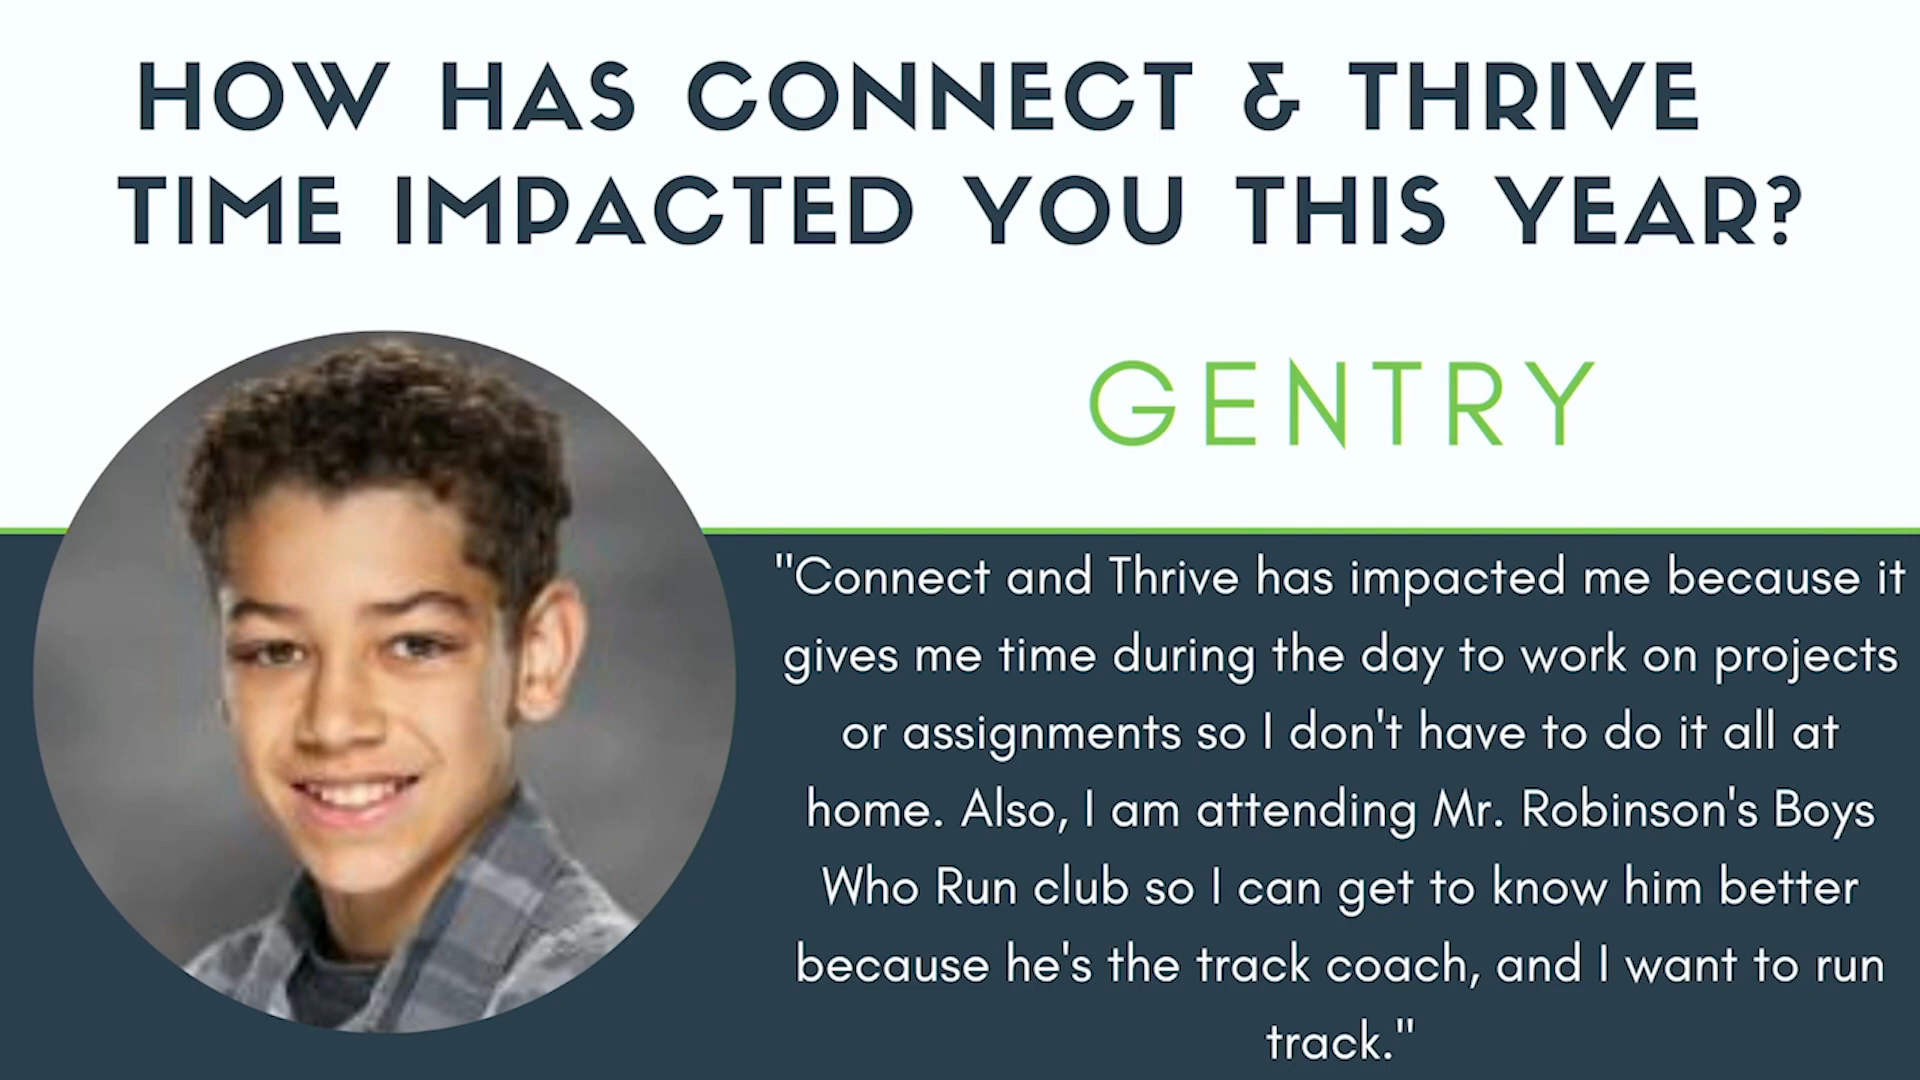 HOW HAS CONNECT & THRIVE
TIME IMPACTED YOU THIS YEAR?
GENTRY
"Connect and Thrive has impacted me because it
gives me time during the day to work on projects
or assignments so I don't have to do it all at
home. Also, I am attending Mr. Robinson's Boys
Who Run club so I can get to know him better
because he's the track coach, and I want to run
track."